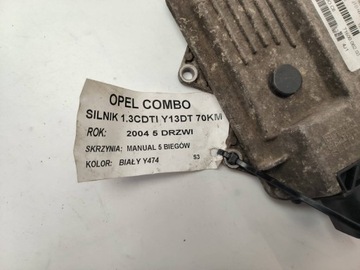 OPEL COMBO
SILNIK 1.3CDTI Y13DT 70KM
ROK: 2004 5 DRZWI
SKRZYNIA: MANUAL 5 BIEGÓW
KOLOR: BIAŁY Y474 53